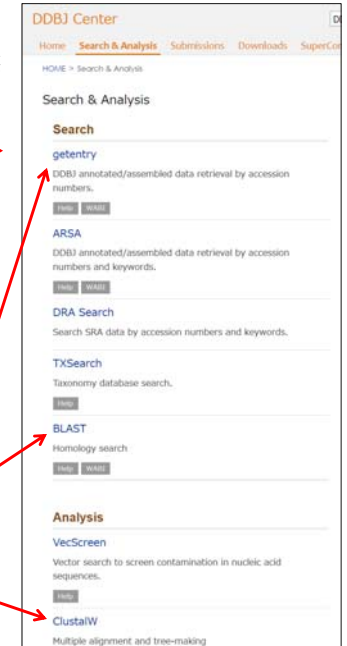 DDBJ Center
Home Search & Analysis Submissions Downloads
HOME > Search & Analysis
Search & Analysis
Search
getentry
DDBJ annotated/assembled data retrieval by accession
numbers.
Help WABI
ARSA
DDBJ annotated/assembled data retrieval by accession
numbers and keywords.
Help WABI
DRA Search
Search SRA data by accession numbers and keywords.
TXSearch
Taxonomy database search.
Help
BLAST
Homology search
Help WABI
Analysis
VecScreen
Vector search to screen contamination in nucleic acid
sequences.
Help
ClustalW
Multiple alignment and tree-making